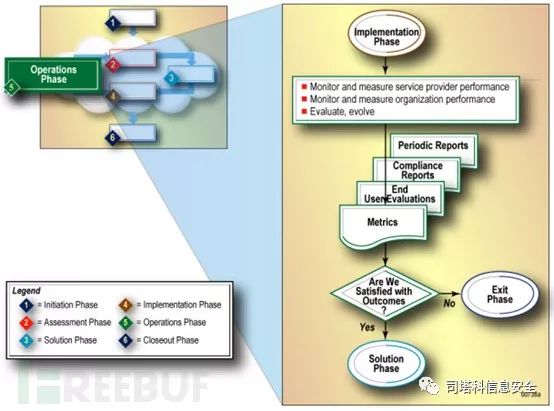 1
2
3
4
6
Operations
Phase
5
Implementation
Phase
Monitor and measure service provider performance
Monitor and measure organization performance
Evaluate, evolve
Periodic Reports
Compliance
Reports
End
User Evaluations
Metrics
Are We
Satisfied with
Outcomes
?
No
Exit
Phase
Yes
Solution
Phase
Legend
1 = Initiation Phase
4 = Implementation Phase
2 = Assessment Phase
5 = Operations Phase
3 = Solution Phase
6 = Closeout Phase
FREEBUF
司塔科信息安全
00735a